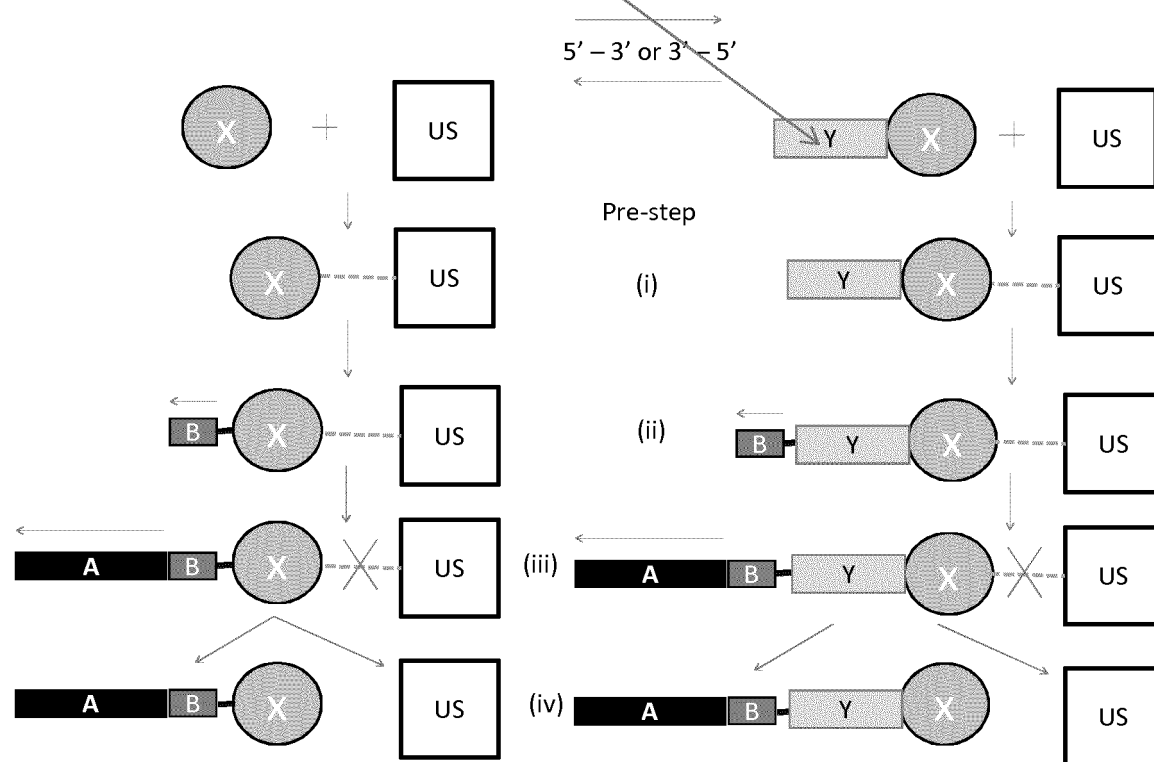 5’ – 3’ or 3’ – 5’
X + US
Y X + US
Pre-step
X US
(i)
Y X US
B X US
(ii)
B Y X US
A B X US
(iii)
A B Y X US
A B X US
(iv)
A B Y X US